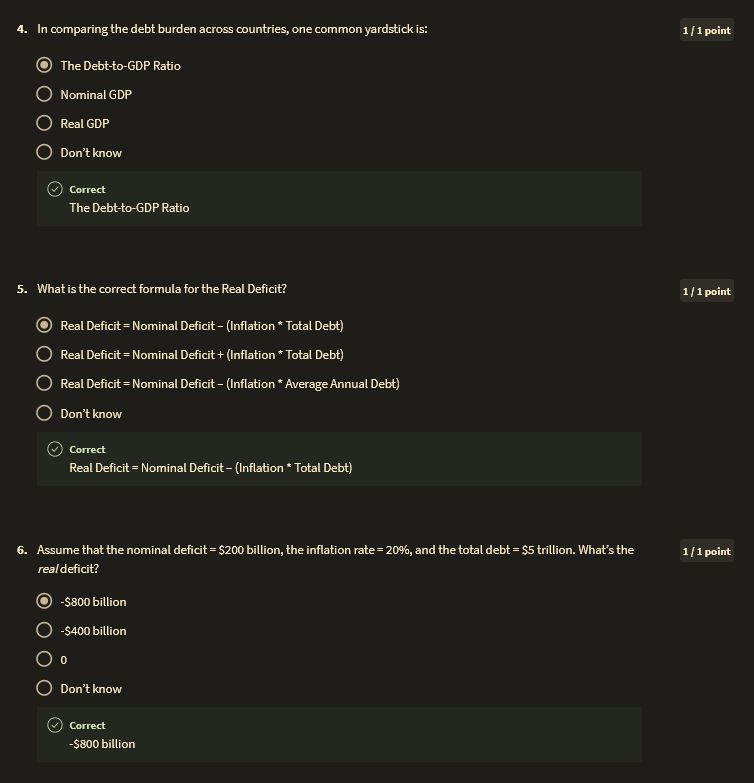 4. In comparing the debt burden across countries, one common yardstick is:
1 / 1 point
The Debt-to-GDP Ratio
Nominal GDP
Real GDP
Don't know
Correct
The Debt-to-GDP Ratio
5. What is the correct formula for the Real Deficit?
1 / 1 point
Real Deficit = Nominal Deficit – (Inflation * Total Debt)
Real Deficit = Nominal Deficit + (Inflation * Total Debt)
Real Deficit = Nominal Deficit – (Inflation * Average Annual Debt)
Don't know
Correct
Real Deficit = Nominal Deficit – (Inflation * Total Debt)
6. Assume that the nominal deficit = $200 billion, the inflation rate = 20%, and the total debt = $5 trillion. What's the
1 / 1 point
real deficit?
-$800 billion
-$400 billion
0
Don't know
Correct
-$800 billion